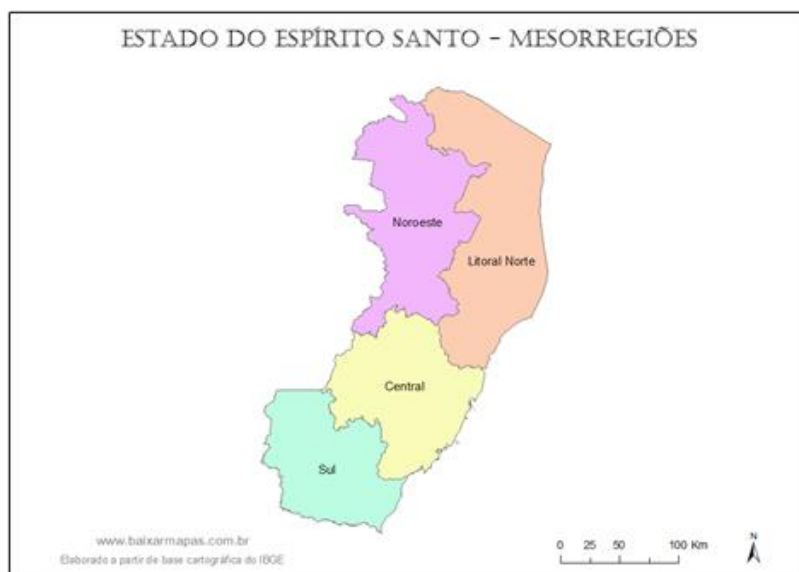 ESTADO DO ESPÍRITO SANTO – MESORREGIÕES
Noroeste
Litoral Norte
Central
Sul
www.baixarmapas.com.br
Elaborado a partir de base cartográfica do IBGE
0 25 50 100 Km
N